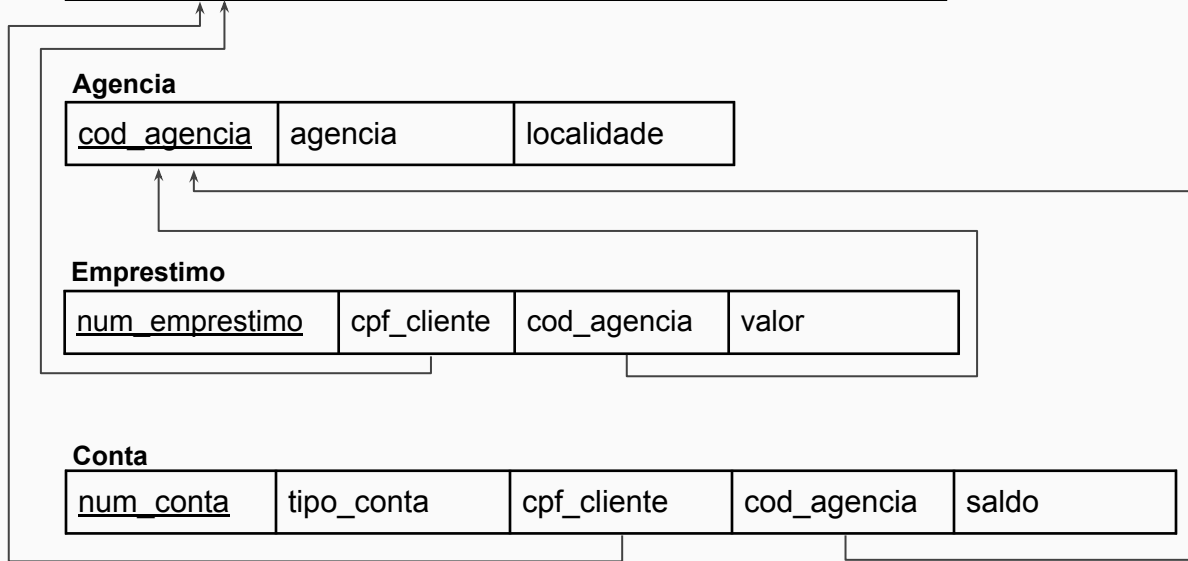 Agencia
cod_agencia agencia localidade
Emprestimo
num_emprestimo cpf_cliente cod_agencia valor
Conta
num_conta tipo_conta cpf_cliente cod_agencia saldo